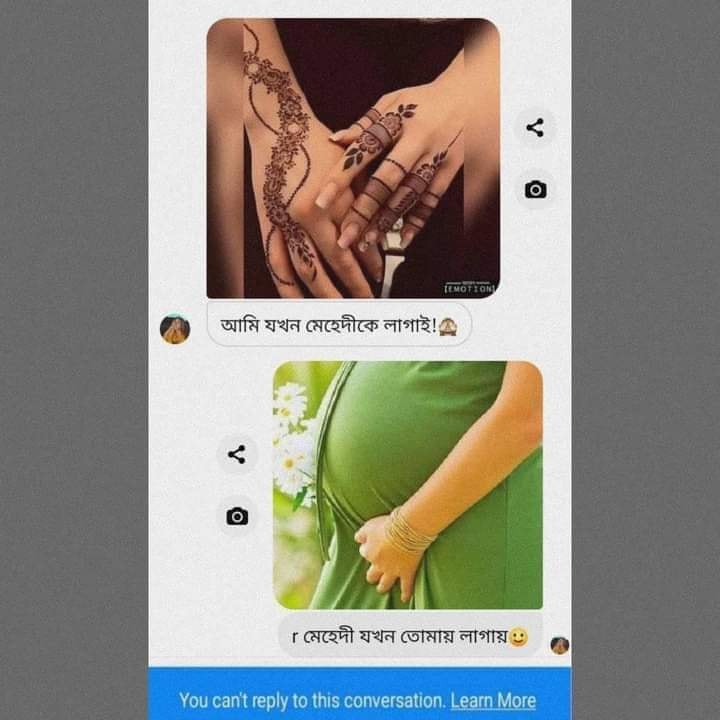 [EMOTION]
আমি যখন মেহেদীকে লাগাই!🙈
r মেহেদী যখন তোমায় লাগায়🙂
You can't reply to this conversation. Learn More